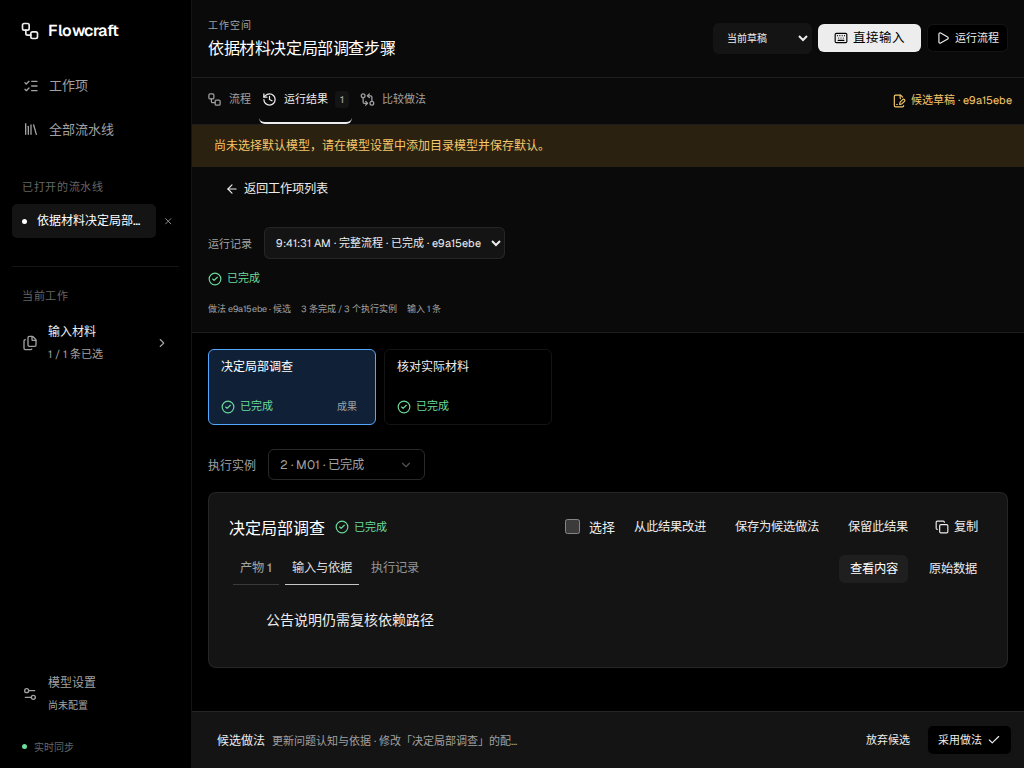 Flowcraft
工作项
全部流水线
已打开的流水线
依据材料决定局部...
当前工作
输入材料
1 / 1 条已选
模型设置
尚未配置
实时同步
工作空间
依据材料决定局部调查步骤
当前草稿
直接输入
运行流程
流程
运行结果 1
比较做法
候选草稿 · e9a15ebe
尚未选择默认模型，请在模型设置中添加目录模型并保存默认。
返回工作项列表
运行记录
9:41:31 AM · 完整流程 · 已完成 · e9a15ebe
已完成
做法 e9a15ebe · 候选 3 条完成 / 3 个执行实例 输入 1 条
决定局部调查
已完成 成果
核对实际材料
已完成
执行实例
2 · M01 · 已完成
决定局部调查 已完成
选择 从此结果改进 保存为候选做法 保留此结果 复制
产物 1 输入与依据 执行记录
查看内容 原始数据
公告说明仍需复核依赖路径
候选做法 更新问题认知与依据 · 修改「决定局部调查」的配...
放弃候选 采用做法